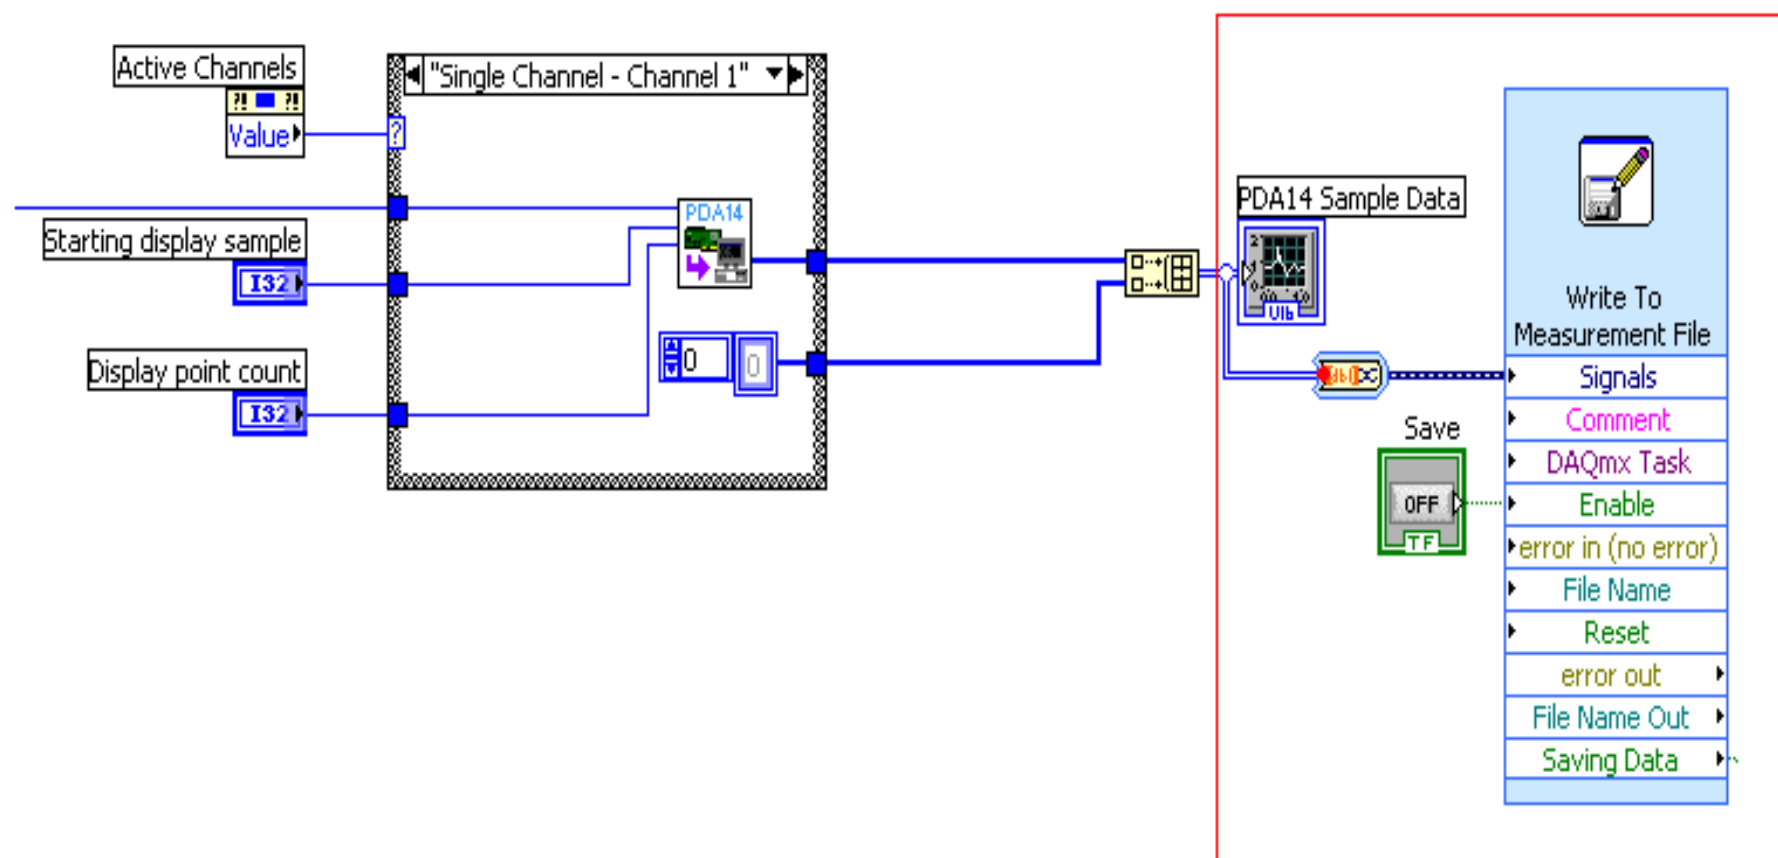 Active Channels
Value
?
"Single Channel - Channel 1"
PDA14
Starting display sample
I32
Display point count
I32
0
0
PDA14 Sample Data
Write To
Measurement File
Signals
Comment
DAQmx Task
Enable
error in (no error)
File Name
Reset
error out
File Name Out
Saving Data
Save
OFF
TF